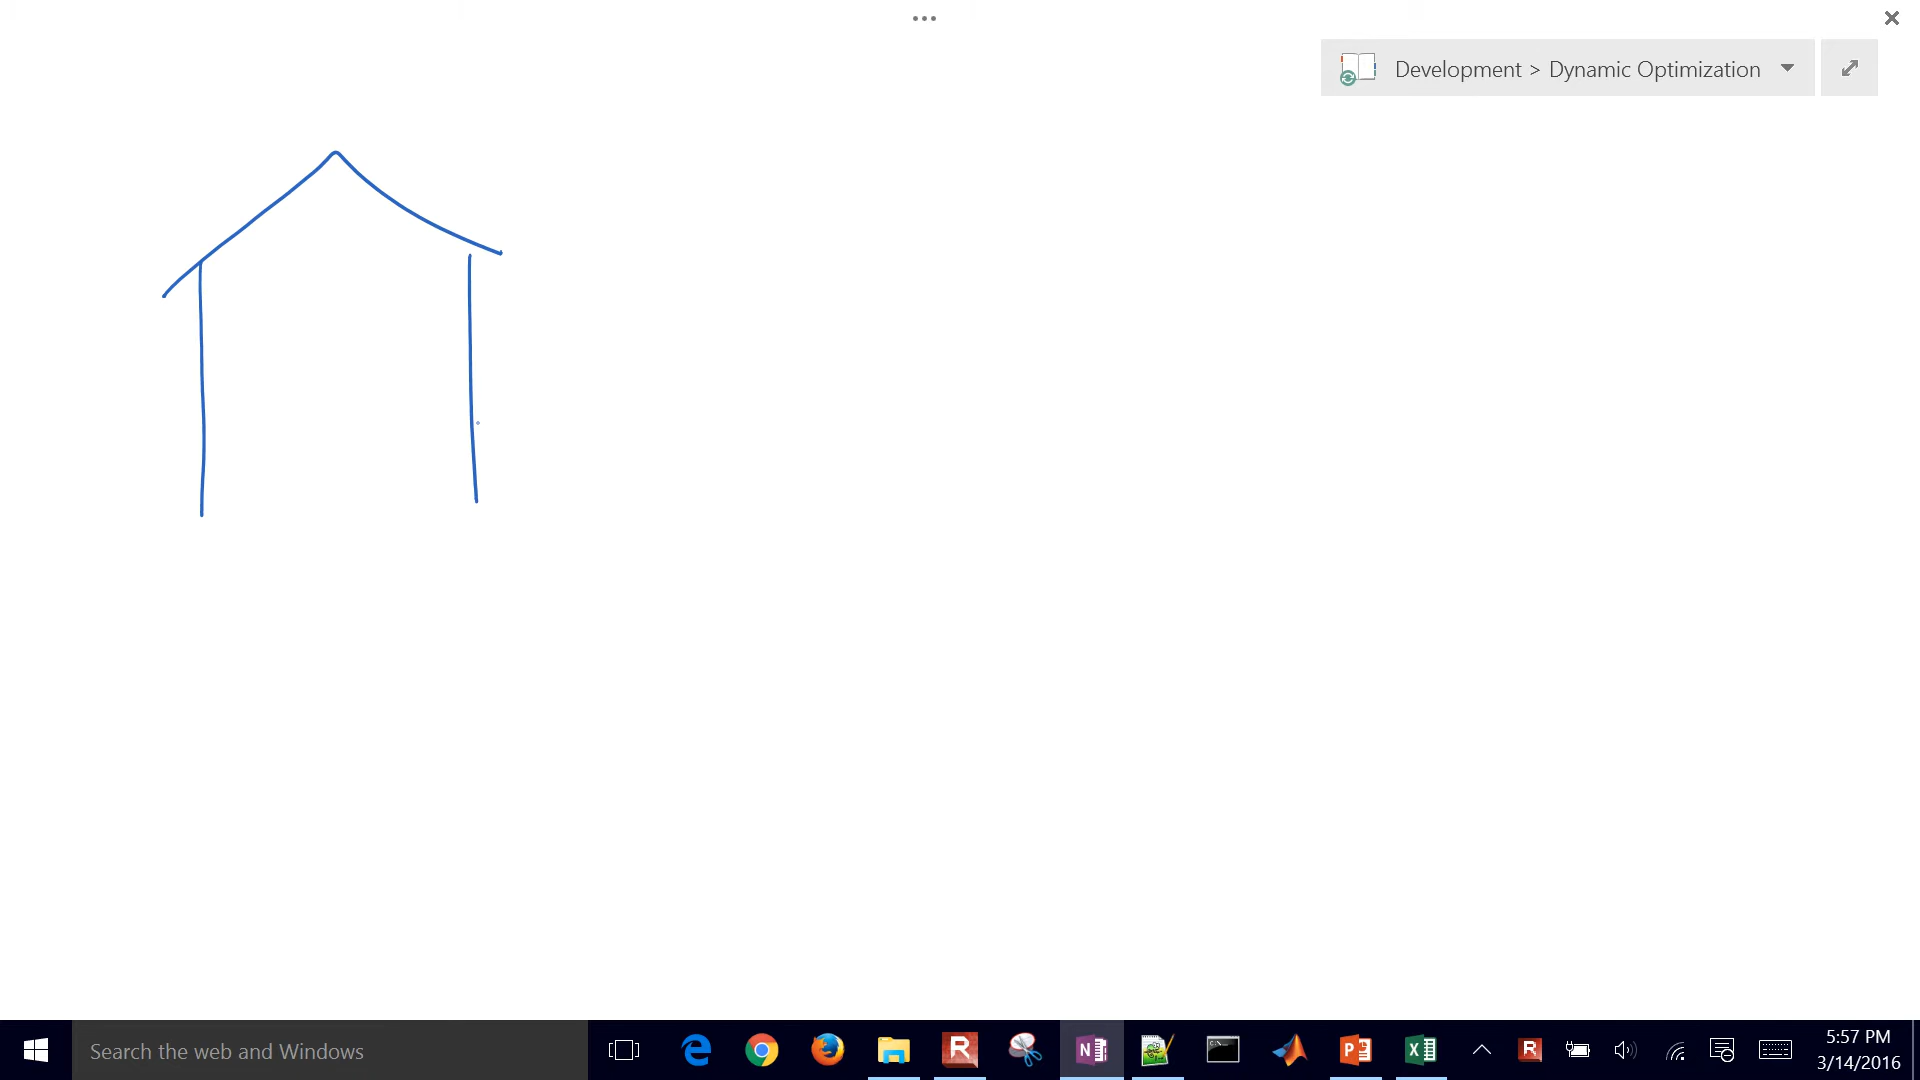 Development > Dynamic Optimization
Search the web and Windows
5:57 PM
3/14/2016